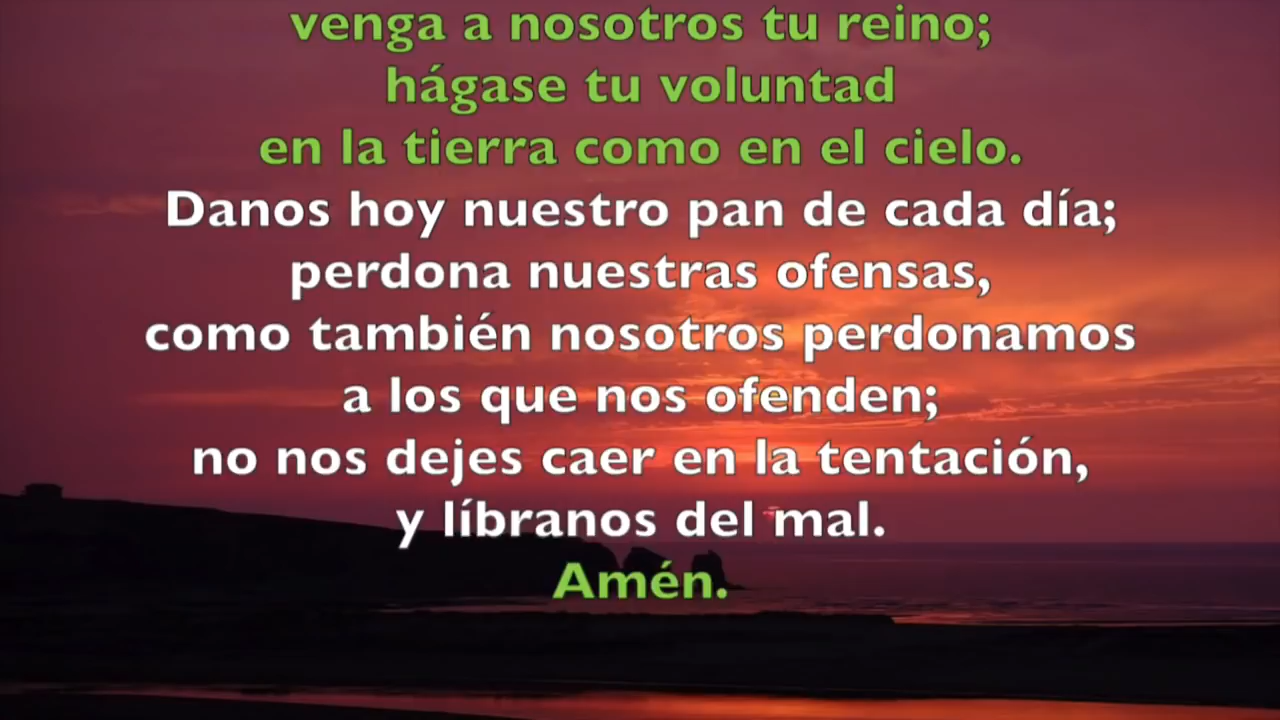 venga a nosotros tu reino;
hágase tu voluntad
en la tierra como en el cielo.
Danos hoy nuestro pan de cada día;
perdona nuestras ofensas,
como también nosotros perdonamos
a los que nos ofenden;
no nos dejes caer en la tentación,
y líbranos del mal.
Amén.